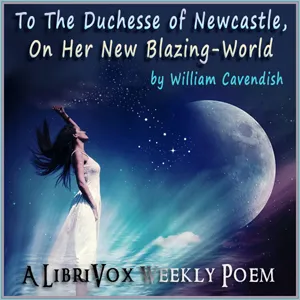 To The Duchesse of Newcastle,
On Her New Blazing-World
by William Cavendish
A LibriVox Weekly Poem